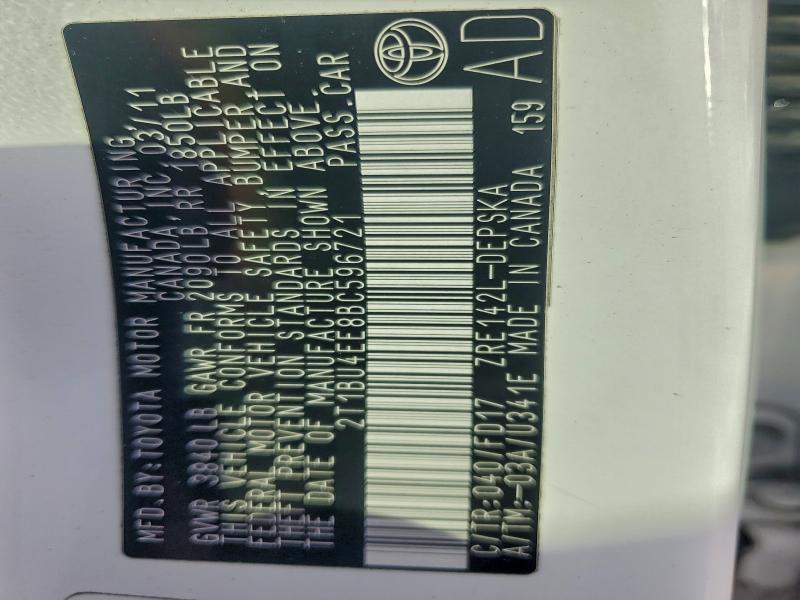 MFD.BY:TOYOTA MOTOR MANUFACTURING,
CANADA, INC. 03/11
GVWR 3840LB GAWR FR 2090LB RR 1850LB
THIS VEHICLE CONFORMS TO ALL APPLICABLE
FEDERAL MOTOR VEHICLE SAFETY, BUMPER, AND
THEFT PREVENTION STANDARDS IN EFFECT ON
THE DATE OF MANUFACTURE SHOWN ABOVE.
2T1BU4EE8BC596721 PASS.CAR
C/TR:040/FD17 ZRE142L-DEPSKA
A/TM:-03A/U341E MADE IN CANADA 159
AD